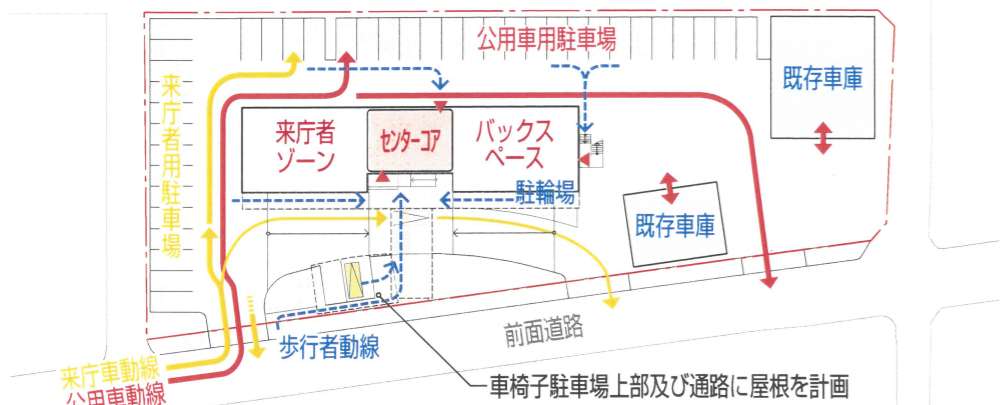 公用車用駐車場
既存車庫
来庁者用駐車場
来庁者
ゾーン
センターコア
バックス
ペース
駐輪場
既存車庫
前面道路
歩行者動線
来庁車動線
公用車動線
車椅子駐車場上部及び通路に屋根を計画